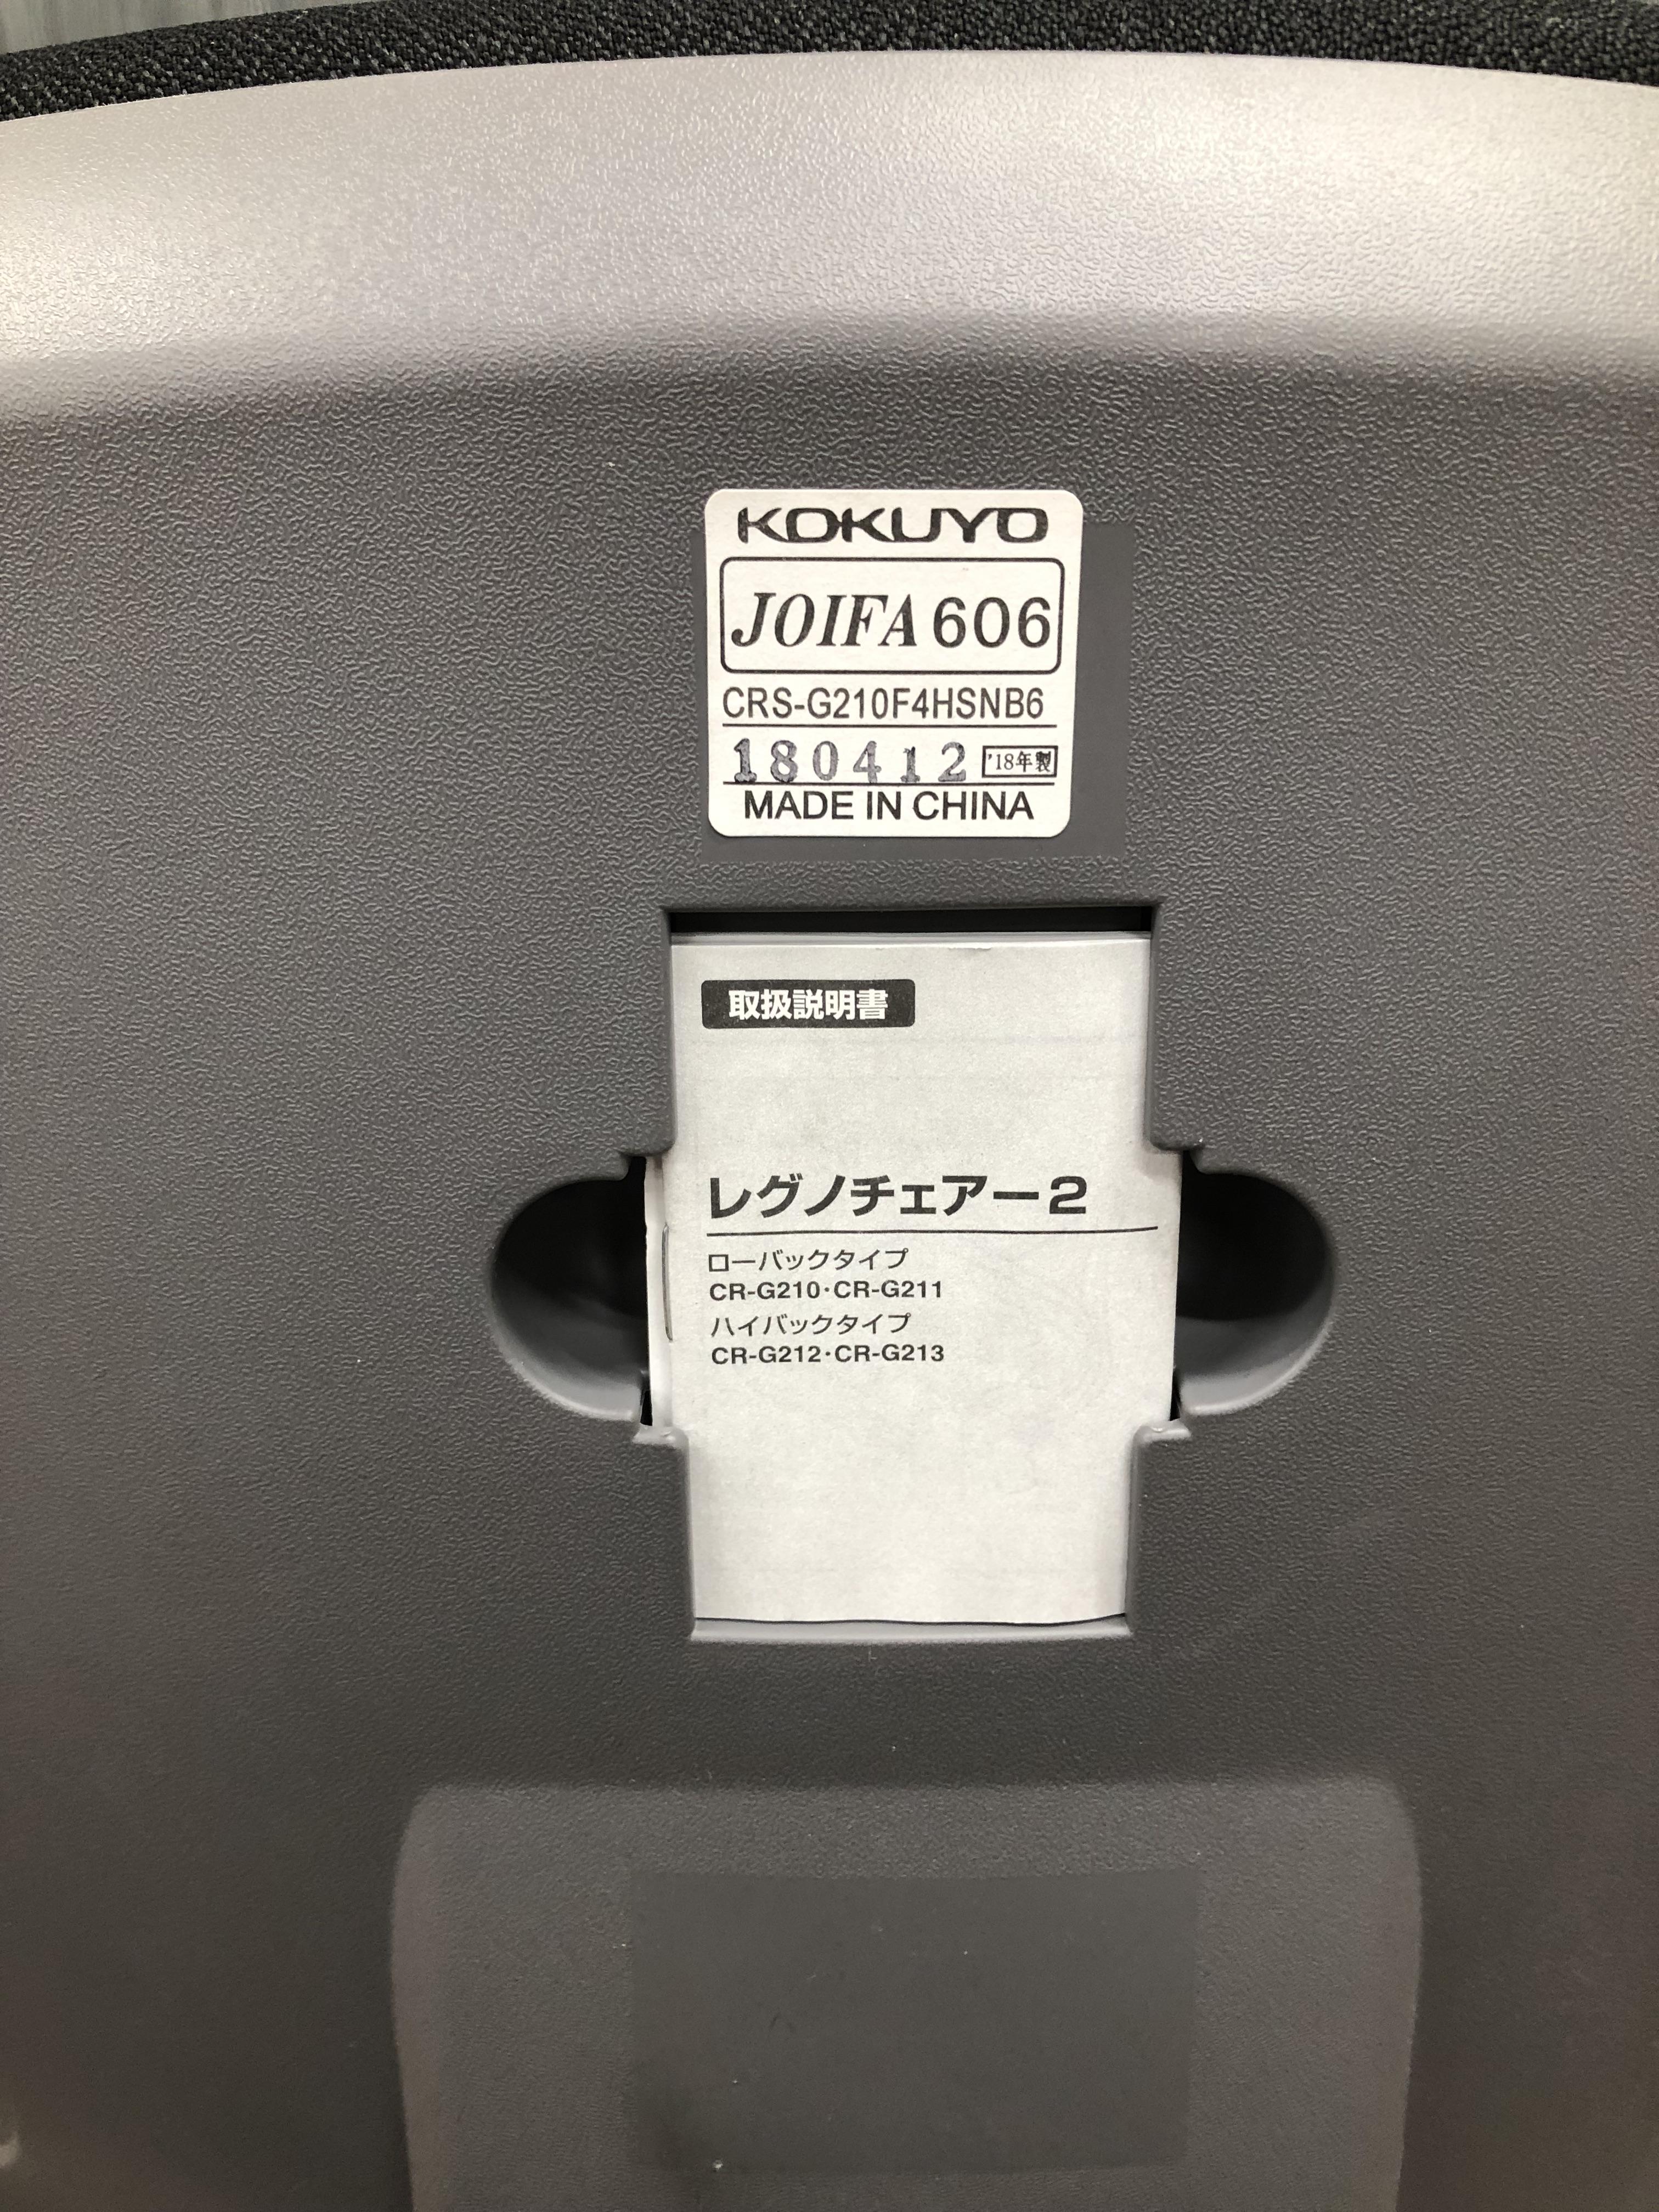 KOKUYO
JOIFA 606
CRS-G210F4HSNB6
180412 '18年製
MADE IN CHINA
取扱説明書
レグノチェアー2
ローバックタイプ
CR-G210・CR-G211
ハイバックタイプ
CR-G212・CR-G213